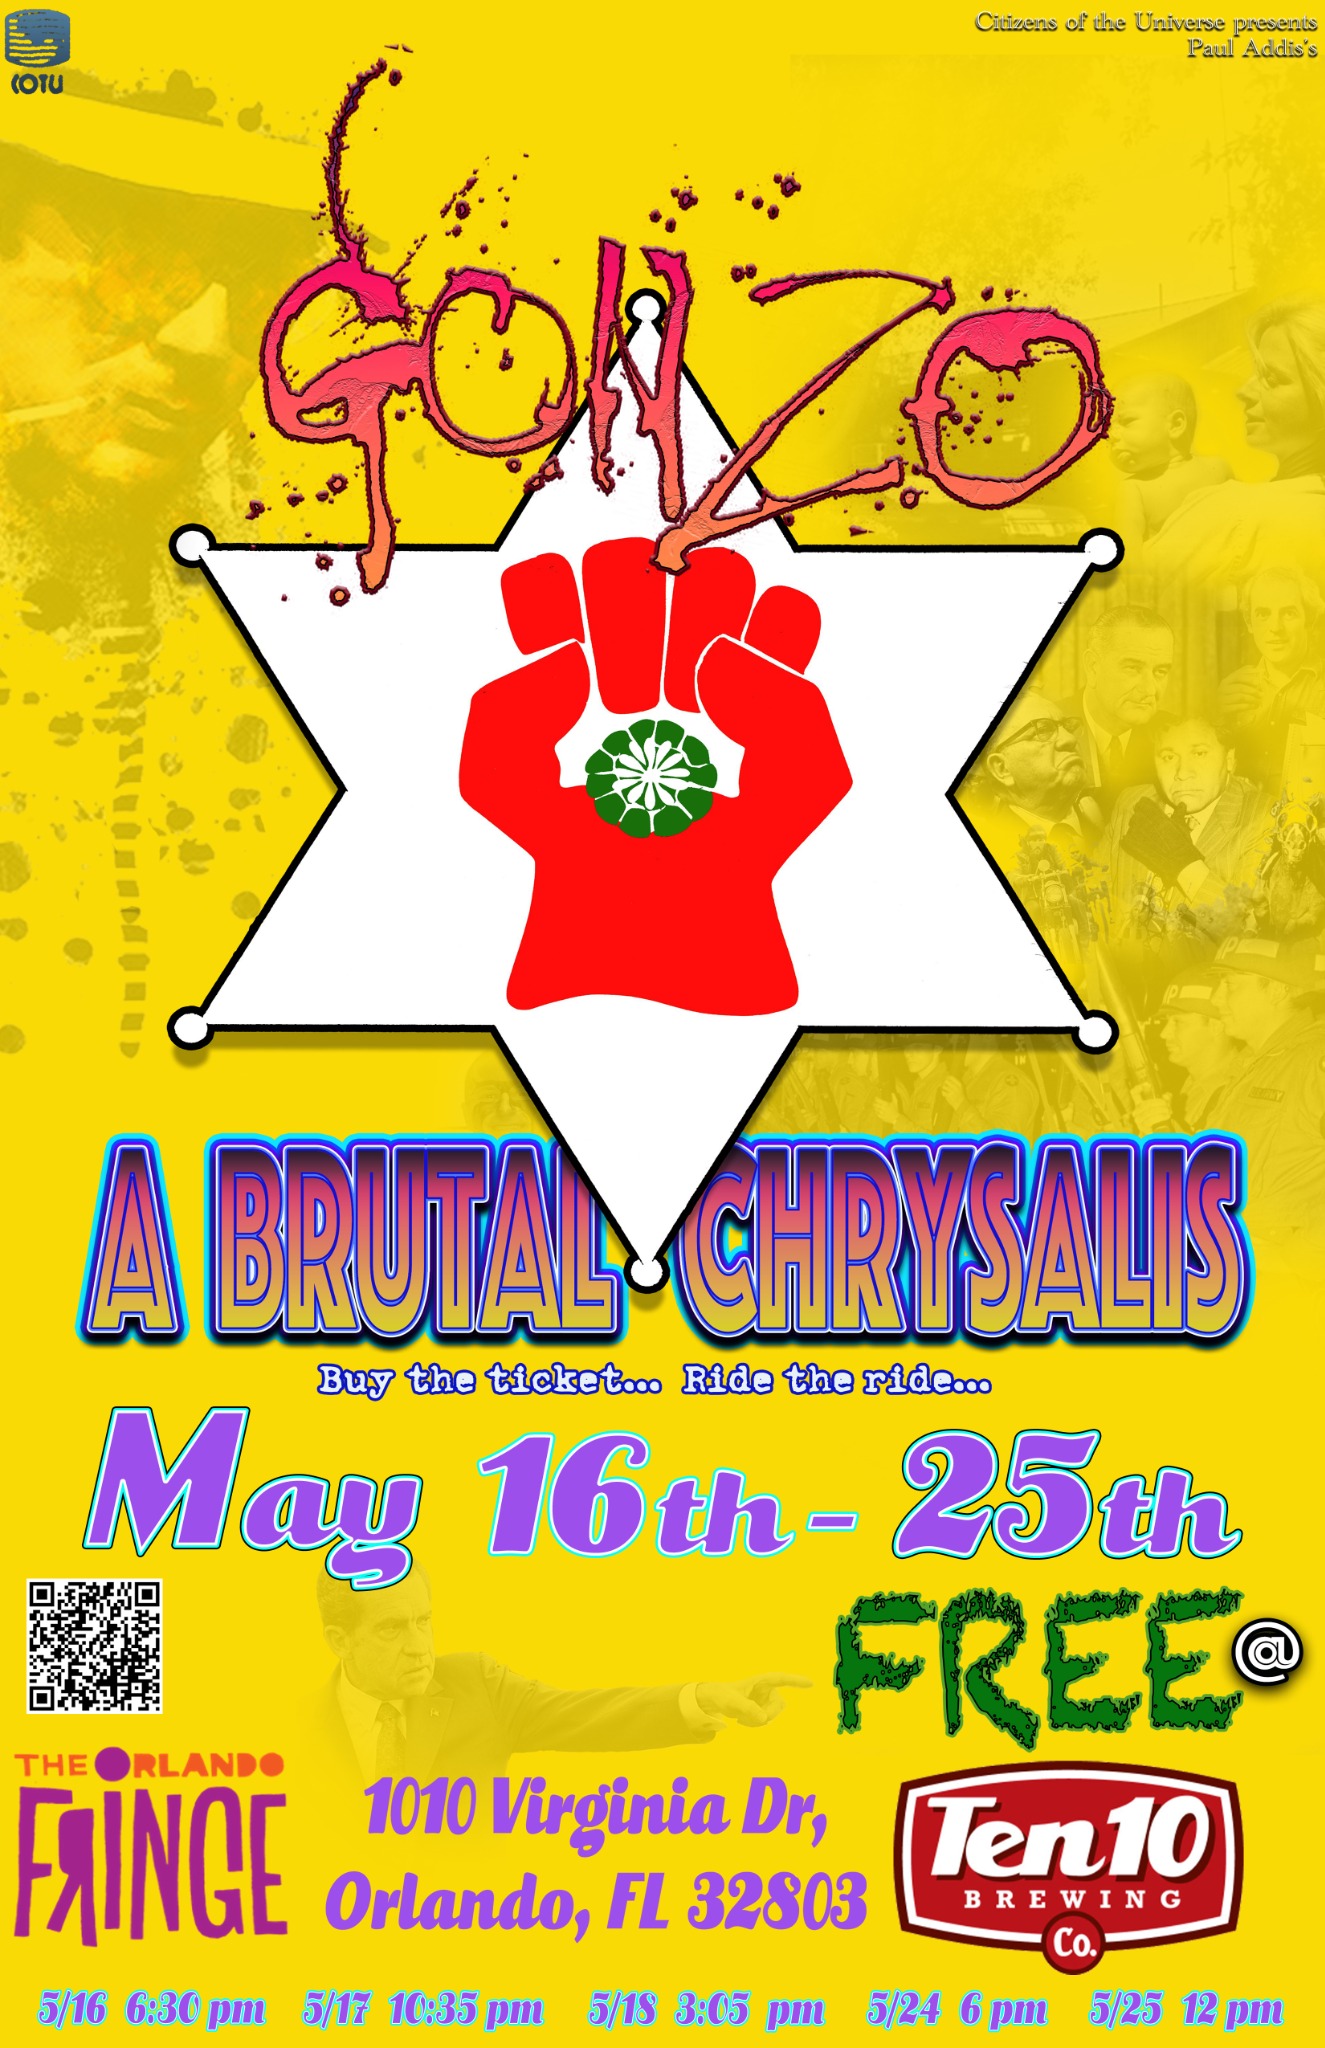 COTU
Citizens of the Universe presents
Paul Addis's
GONZO
A BRUTAL CHRYSALIS
Buy the ticket... Ride the ride...
May 16th - 25th
FREE @
THE ORLANDO
FRINGE
1010 Virginia Dr,
Orlando, FL 32803
Ten10
BREWING
Co.
5/16 6:30 pm 5/17 10:35 pm 5/18 3:05 pm 5/24 6 pm 5/25 12 pm